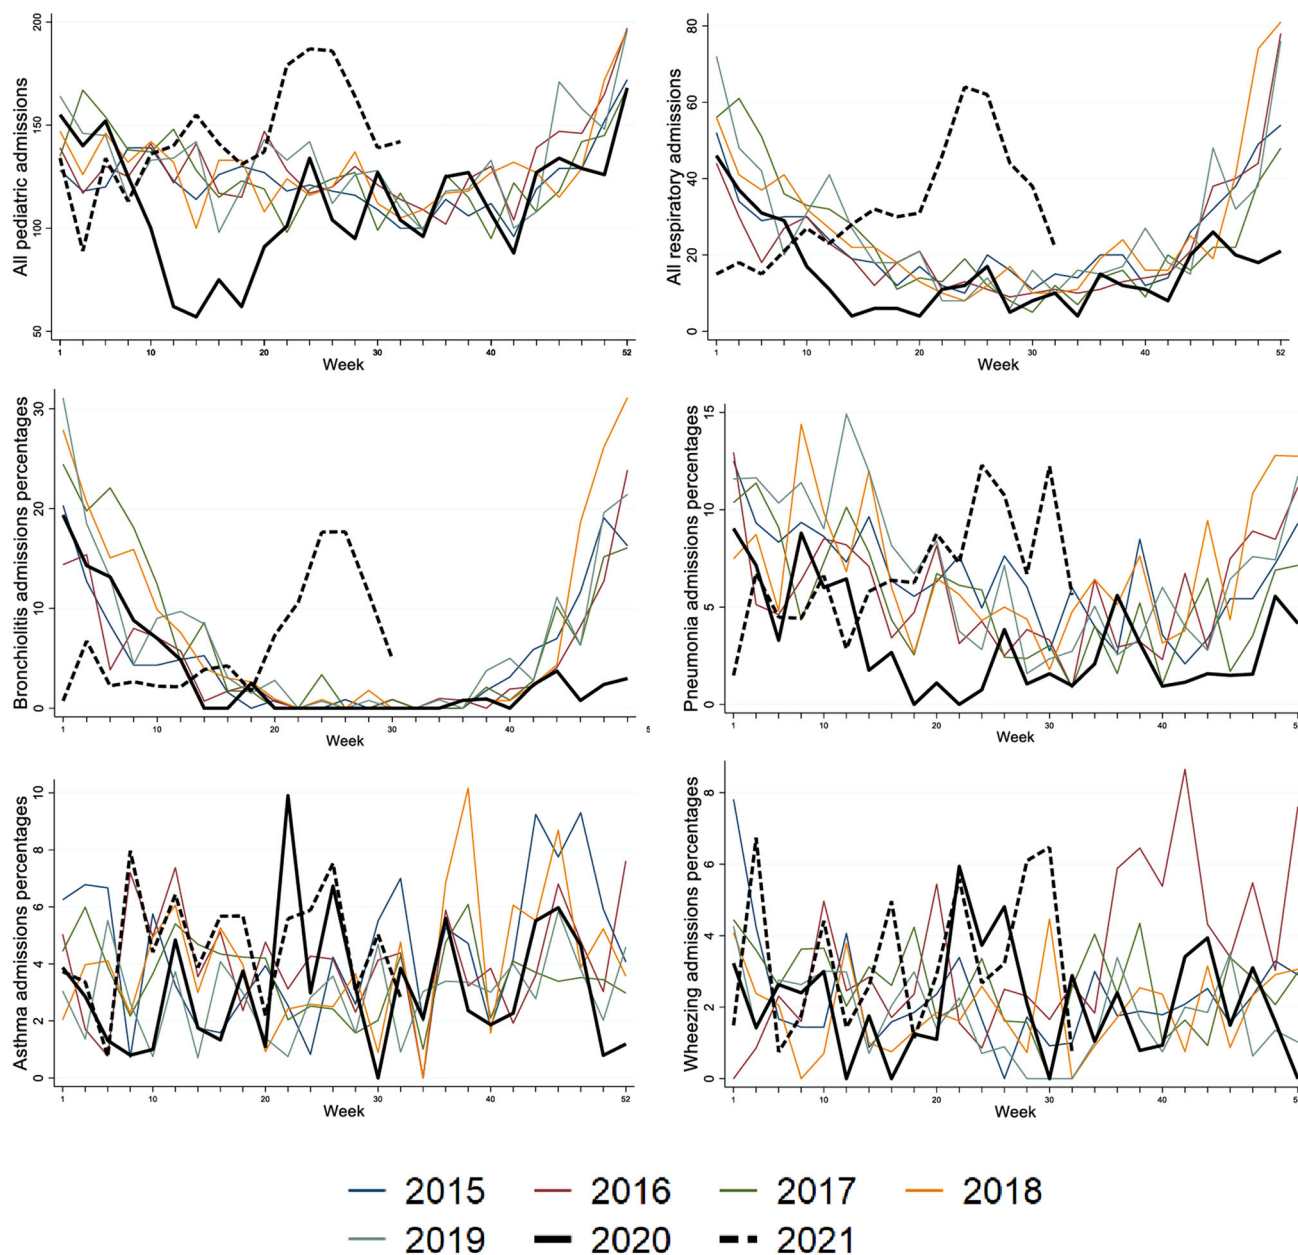 All pediatric admissions
200
150
100
50
1 10 20 30 40 52
Week
All respiratory admissions
80
60
40
20
0
1 10 20 30 40 52
Week
Bronchiolitis admissions percentages
30
20
10
0
1 10 20 30 40 5
Week
Pneumonia admissions percentages
15
10
5
0
1 10 20 30 40 5
Week
Asthma admissions percentages
10
8
6
4
2
0
1 10 20 30 40 52
Week
Wheezing admissions percentages
8
6
4
2
0
1 10 20 30 40 5
Week
2015 2016 2017 2018
2019 2020 2021